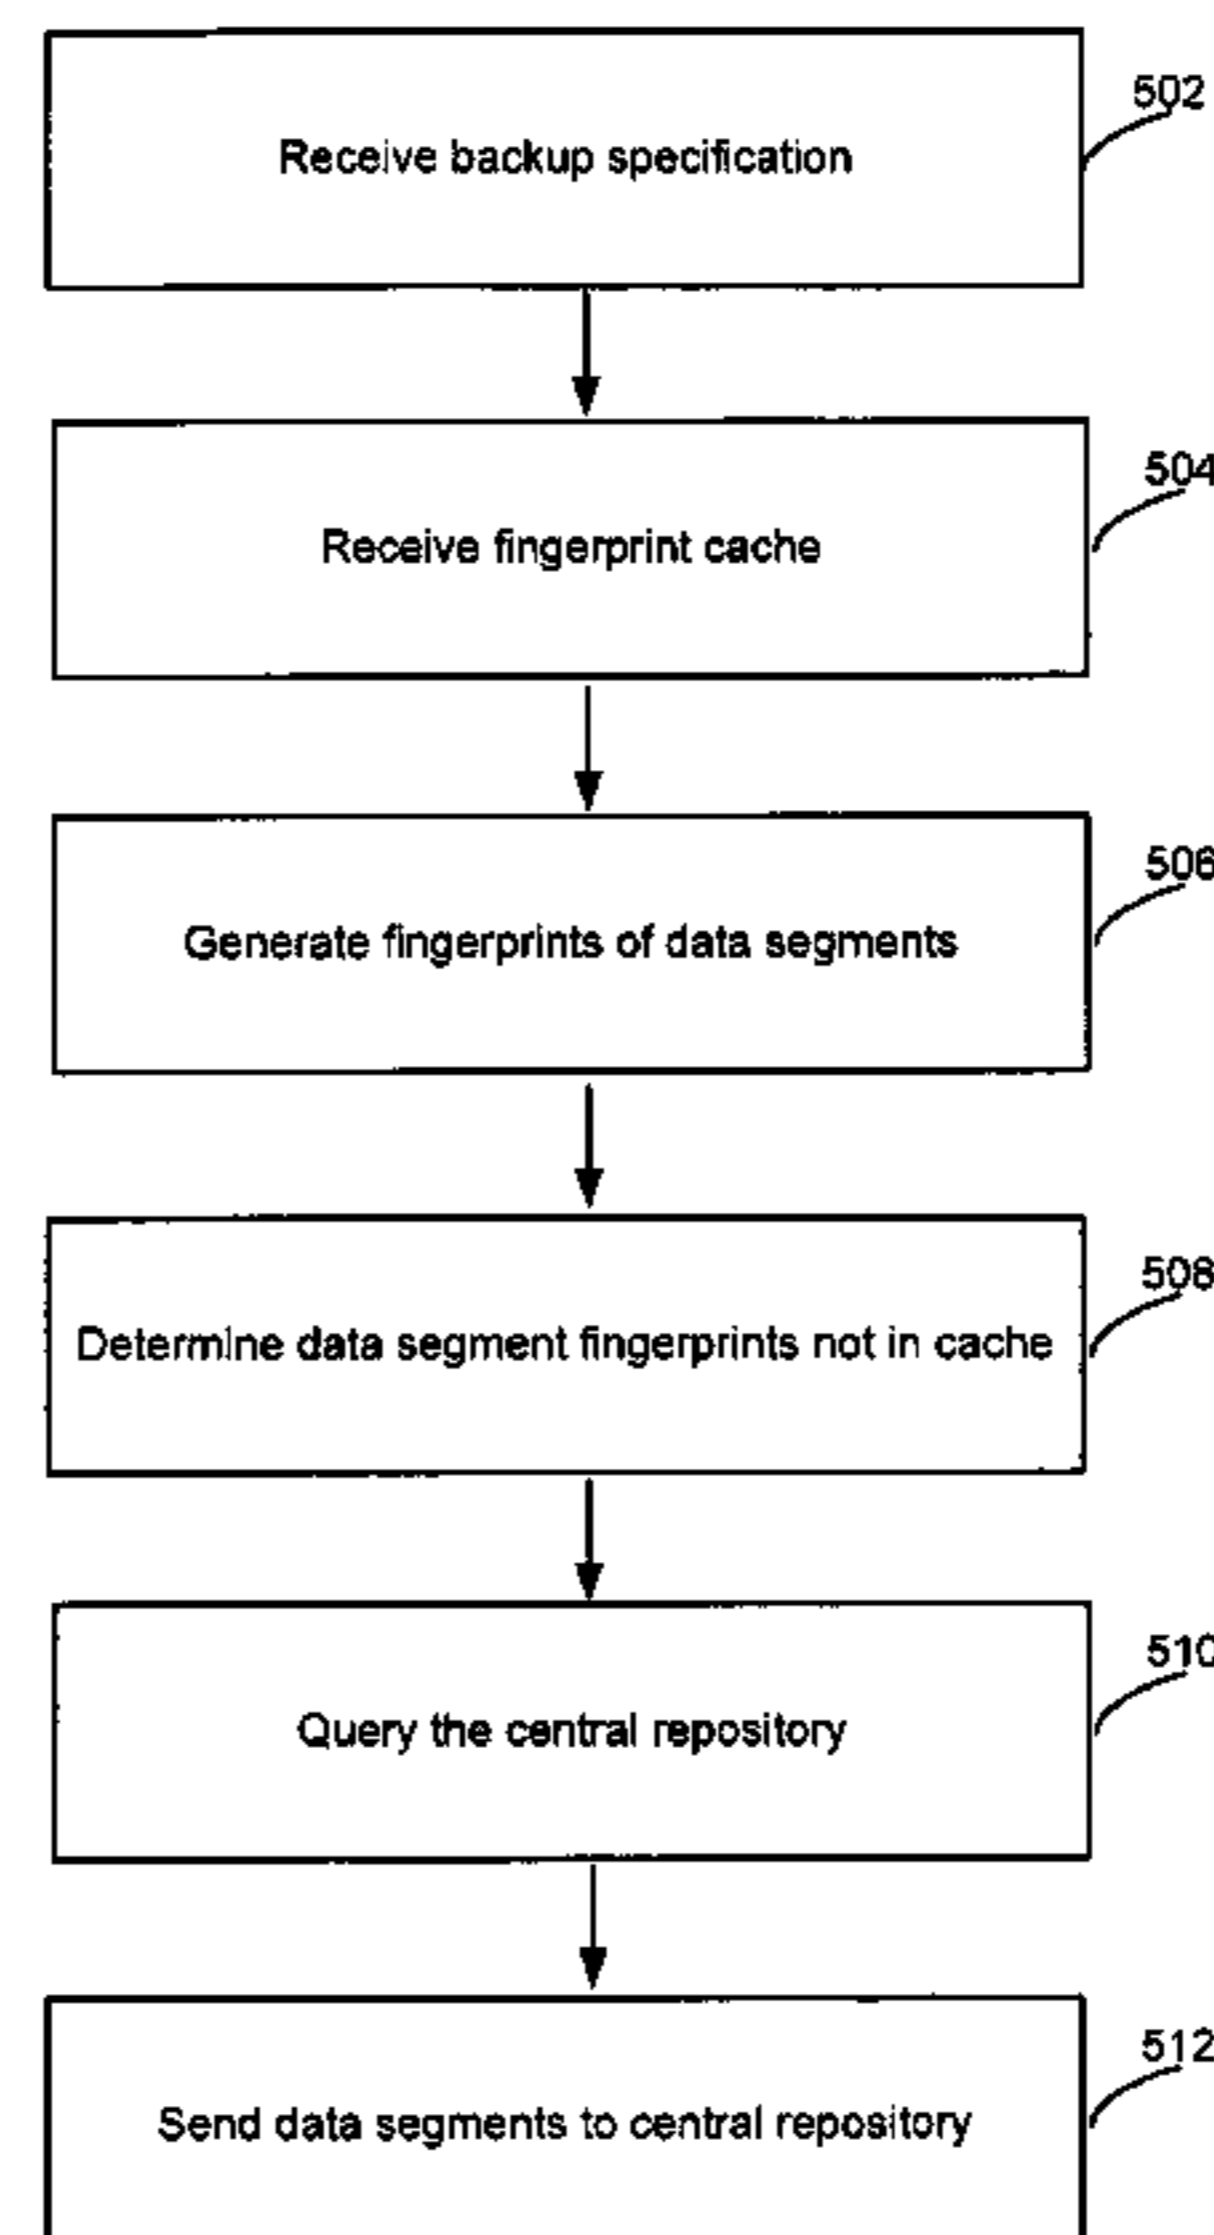 Receive backup specification
502
Receive fingerprint cache
504
Generate fingerprints of data segments
506
Determine data segment fingerprints not in cache
508
Query the central repository
510
Send data segments to central repository
512